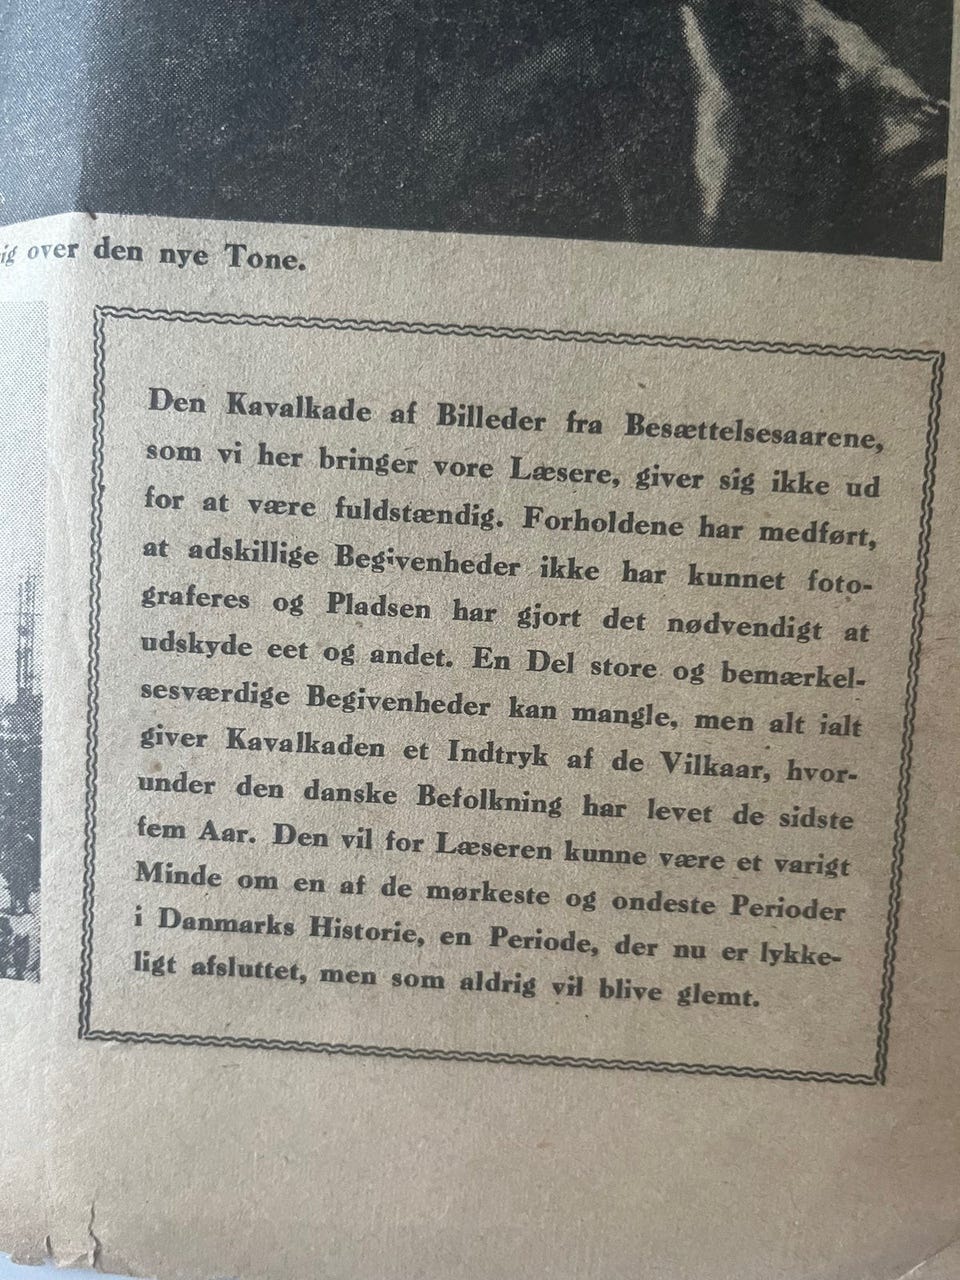 ig over den nye Tone.
Den Kavalkade af Billeder fra Besættelsesaarene,
som vi her bringer vore Læsere, giver sig ikke ud
for at være fuldstændig. Forholdene har medført,
at adskillige Begivenheder ikke har kunnet foto-
graferes og Pladsen har gjort det nødvendigt at
udskyde eet og andet. En Del store og bemærkel-
sesværdige Begivenheder kan mangle, men alt ialt
giver Kavalkaden et Indtryk af de Vilkaar, hvor-
under den danske Befolkning har levet de sidste
fem Aar. Den vil for Læseren kunne være et varigt
Minde om en af de mørkeste og ondeste Perioder
i Danmarks Historie, en Periode, der nu er lykke-
ligt afsluttet, men som aldrig vil blive glemt.